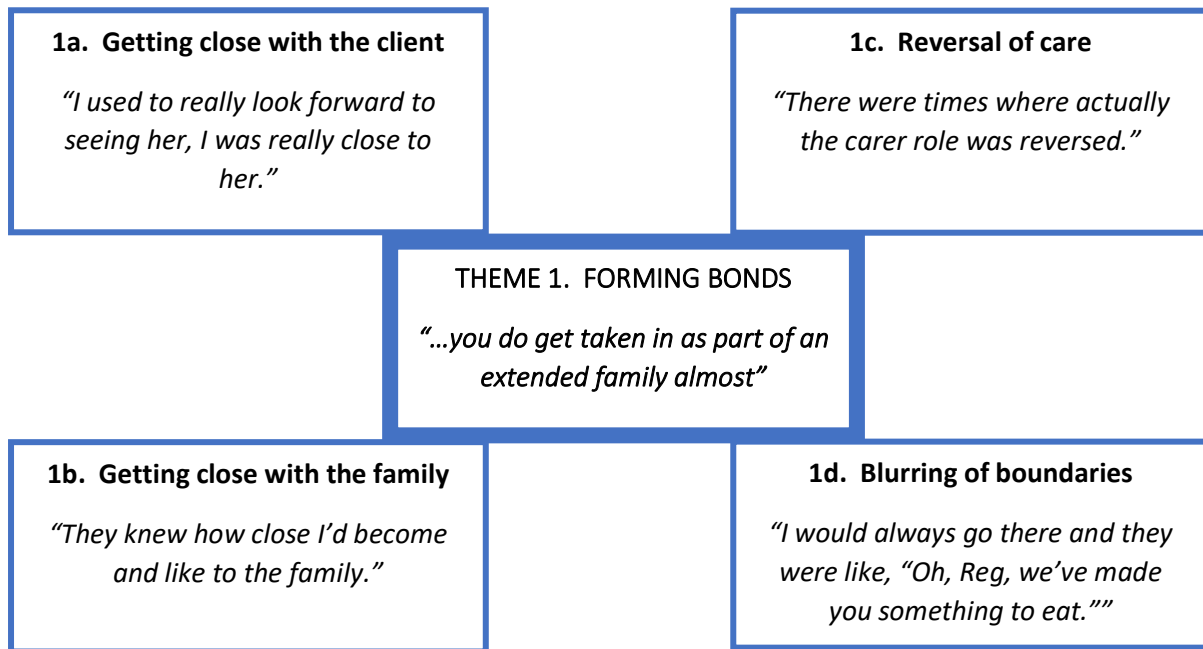 1a.  Getting close with the client
“I used to really look forward to
seeing her, I was really close to
her.”
1c.  Reversal of care
“There were times where actually
the carer role was reversed.”
THEME 1.  FORMING BONDS
“…you do get taken in as part of an
extended family almost”
1b.  Getting close with the family
“They knew how close I’d become
and like to the family.”
1d.  Blurring of boundaries
“I would always go there and they
were like, “Oh, Reg, we’ve made
you something to eat.””